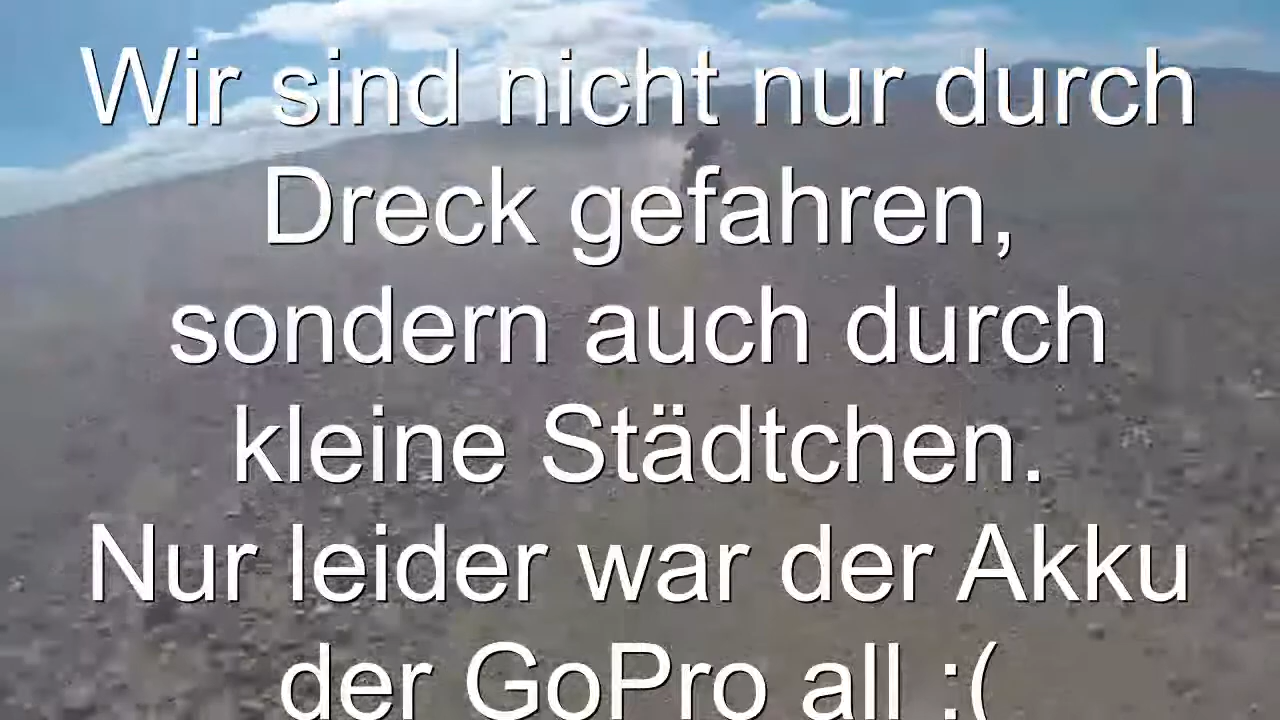 Wir sind nicht nur durch
Dreck gefahren,
sondern auch durch
kleine Städtchen.
Nur leider war der Akku
der GoPro all :(